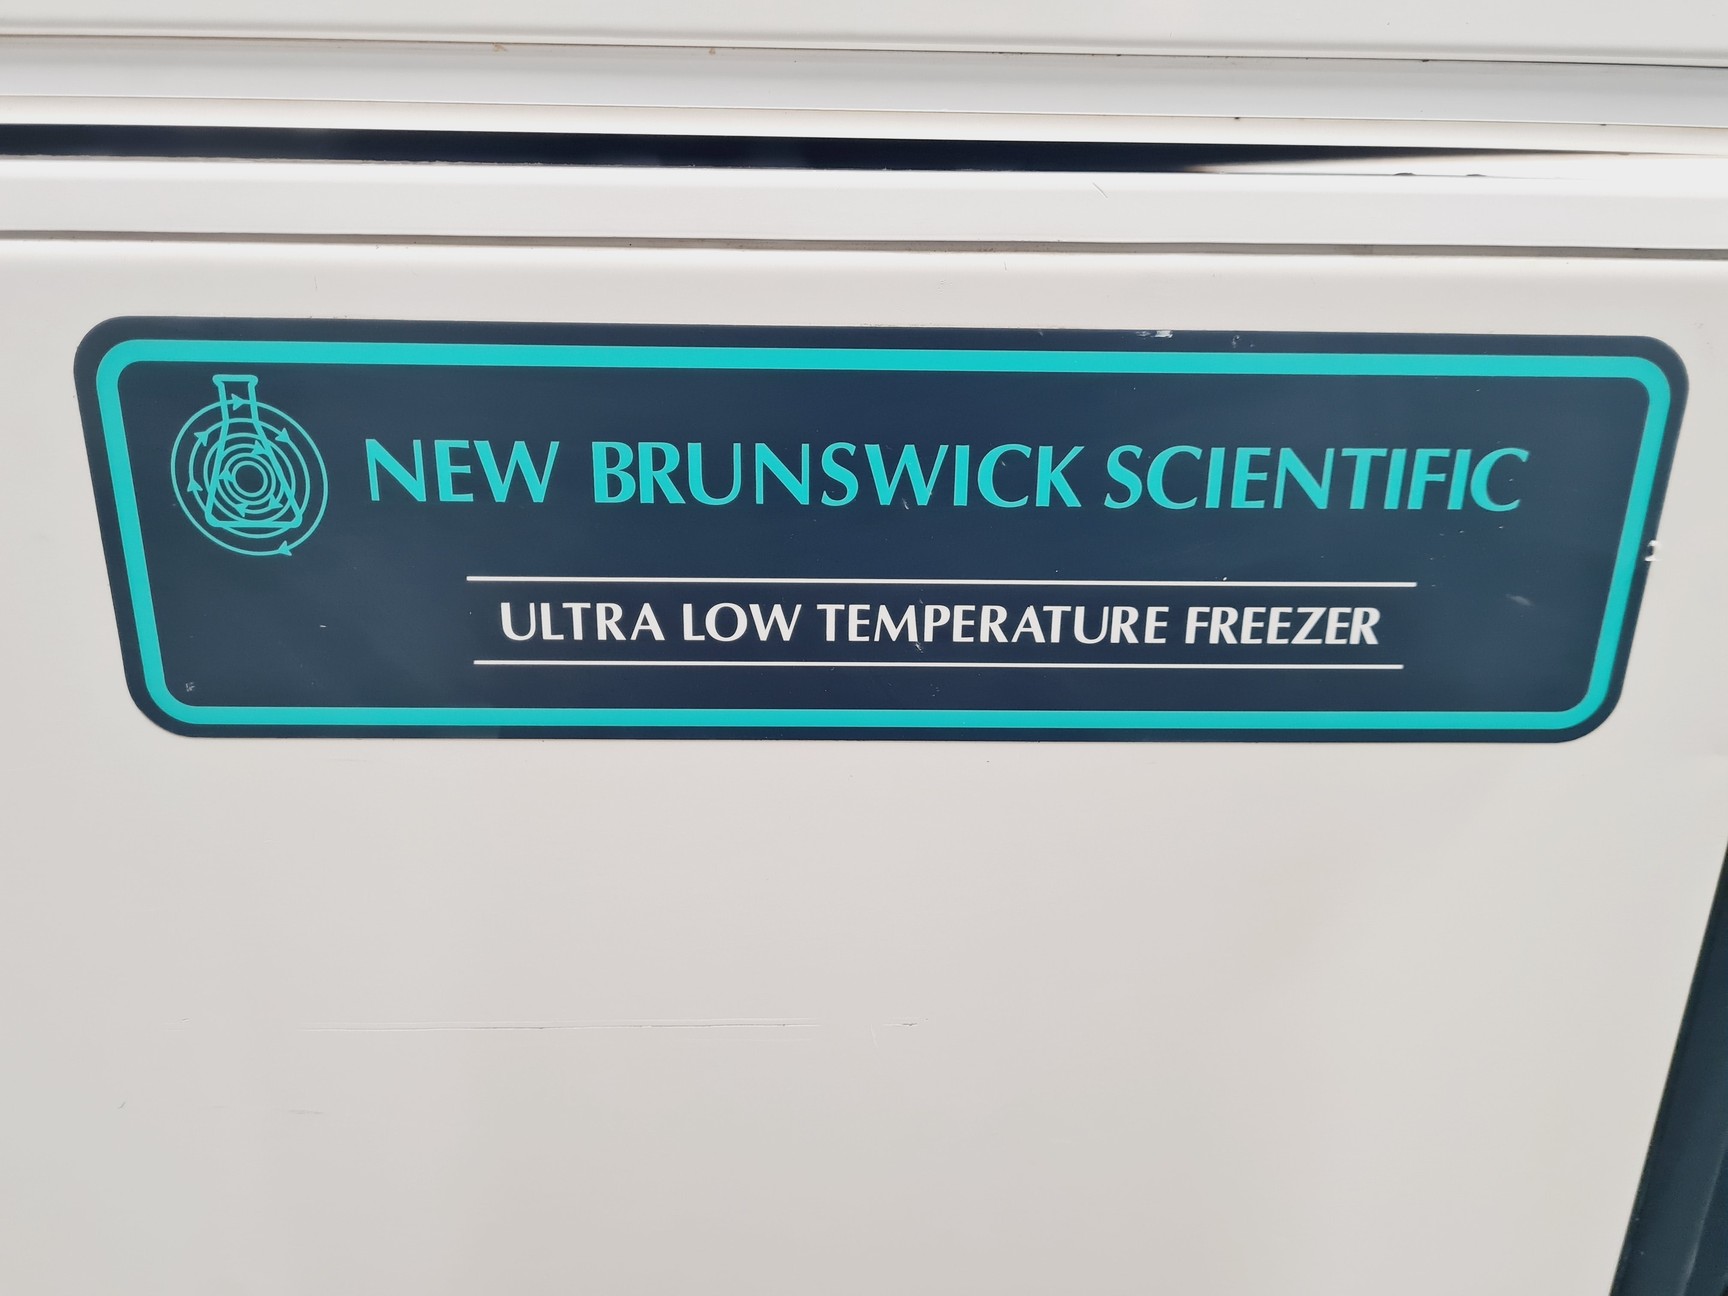 NEW BRUNSWICK SCIENTIFIC
ULTRA LOW TEMPERATURE FREEZER